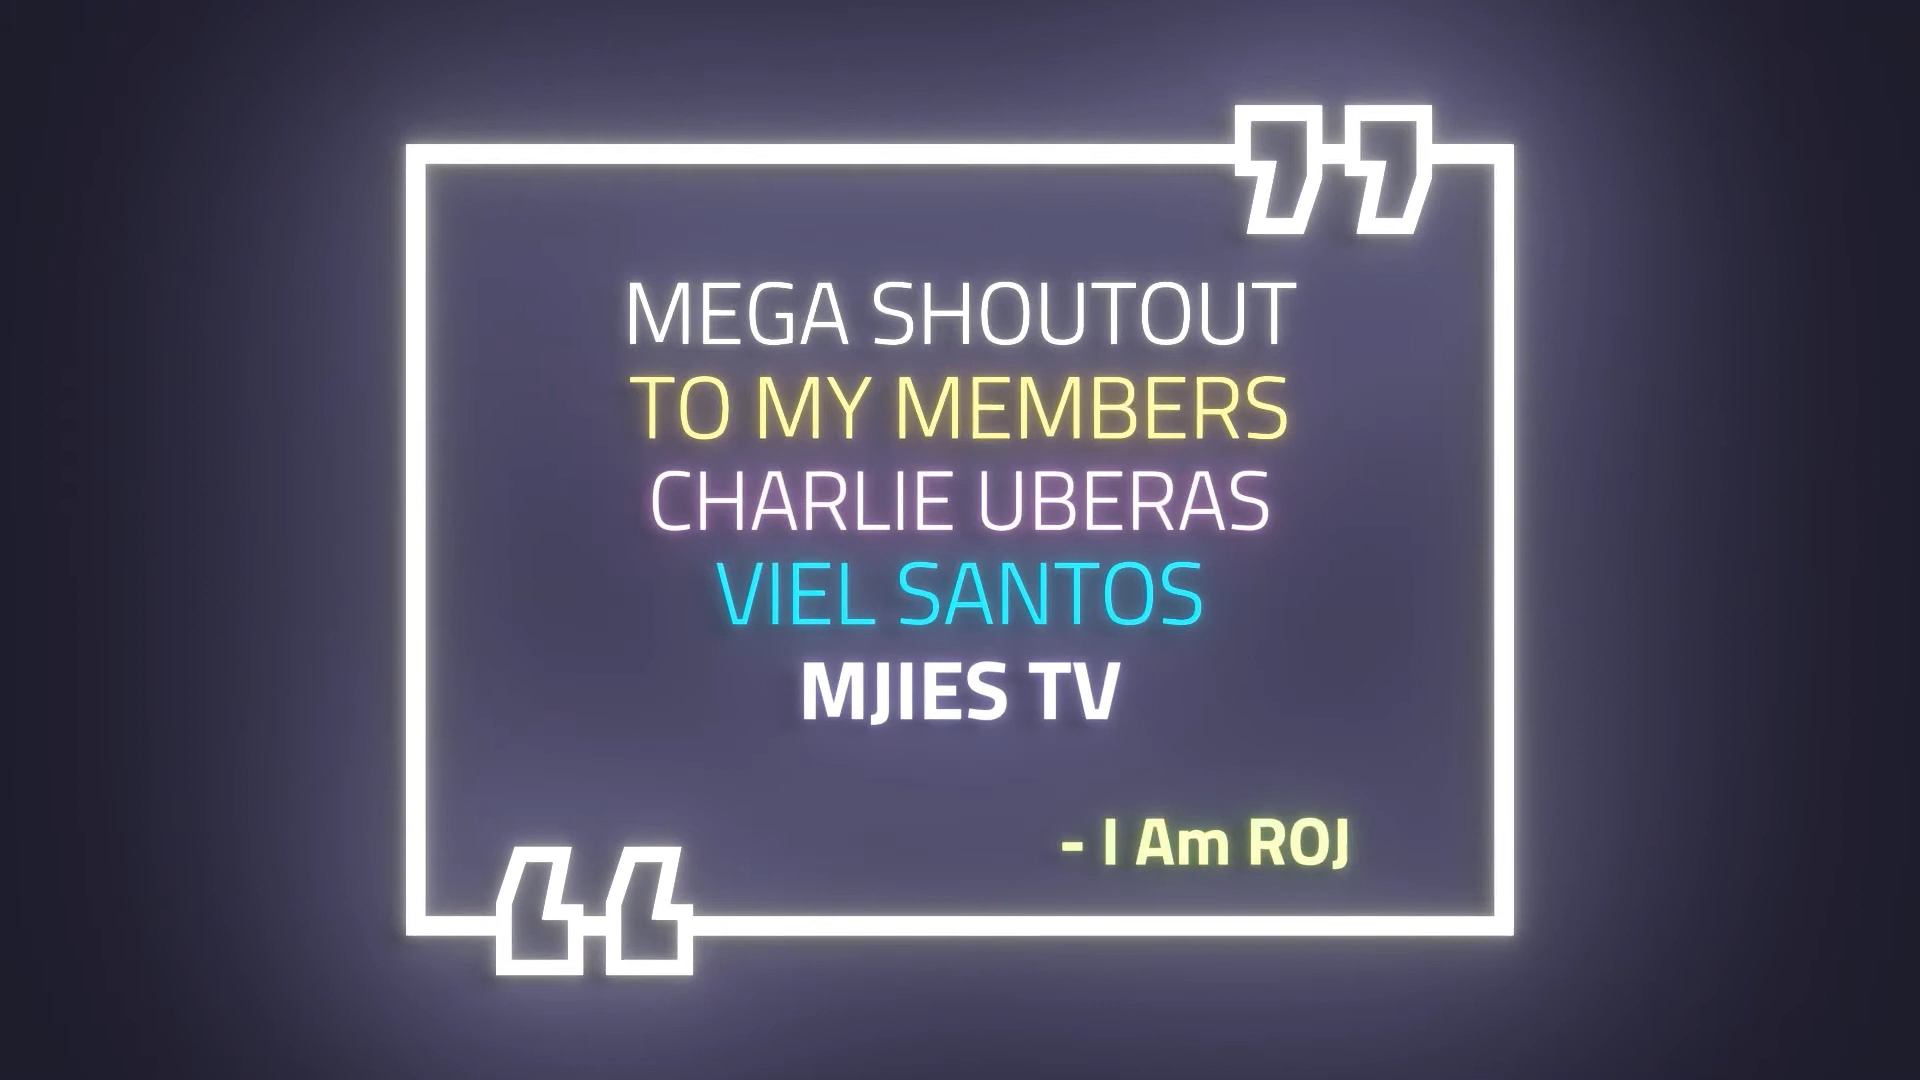 MEGA SHOUTOUT
TO MY MEMBERS
CHARLIE UBERAS
VIEL SANTOS
MJIES TV
- I Am ROJ